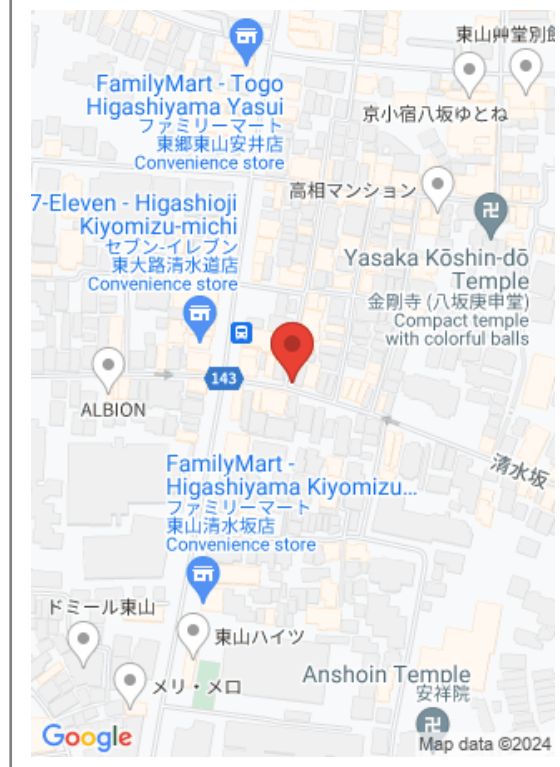 東山艸堂別館
FamilyMart - Togo
Higashiyama Yasui
ファミリーマート
東郷東山安井店
Convenience store
京小宿八坂ゆとね
高相マンション
7-Eleven - Higashioji
Kiyomizu-michi
セブン-イレブン
東大路清水道店
Convenience store
Yasaka Kōshin-dō
Temple
金剛寺 (八坂庚申堂)
Compact temple
with colorful balls
143
ALBION
清水坂
FamilyMart -
Higashiyama Kiyomizu...
ファミリーマート
東山清水坂店
Convenience store
ドミール東山
東山ハイツ
メリ・メロ
Anshoin Temple
安祥院
Google
Map data ©2024